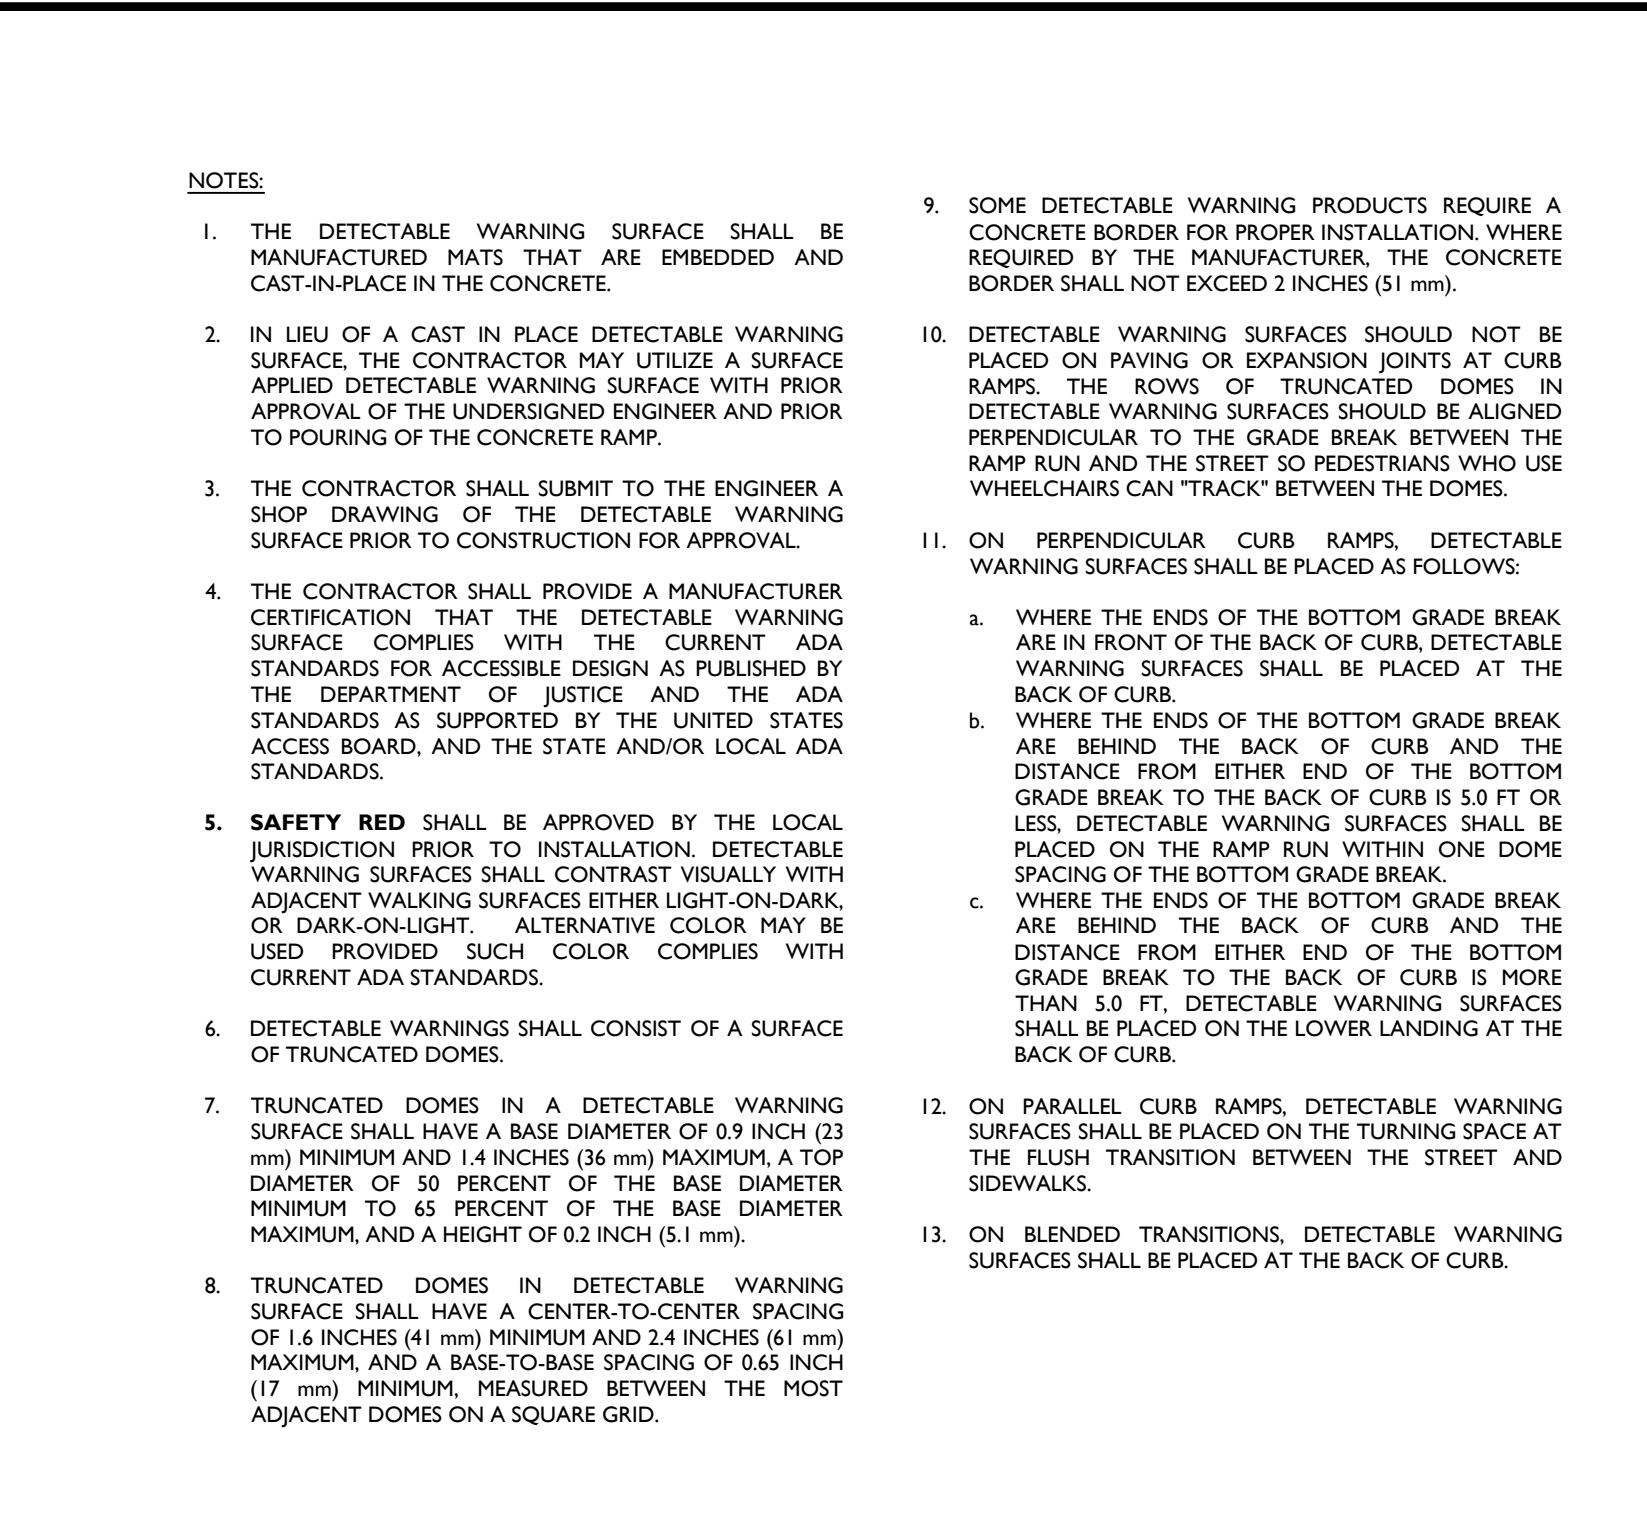 NOTES:
1. THE DETECTABLE WARNING SURFACE SHALL BE
MANUFACTURED MATS THAT ARE EMBEDDED AND
CAST-IN-PLACE IN THE CONCRETE.
2. IN LIEU OF A CAST IN PLACE DETECTABLE WARNING
SURFACE, THE CONTRACTOR MAY UTILIZE A SURFACE
APPLIED DETECTABLE WARNING SURFACE WITH PRIOR
APPROVAL OF THE UNDERSIGNED ENGINEER AND PRIOR
TO POURING OF THE CONCRETE RAMP.
3. THE CONTRACTOR SHALL SUBMIT TO THE ENGINEER A
SHOP DRAWING OF THE DETECTABLE WARNING
SURFACE PRIOR TO CONSTRUCTION FOR APPROVAL.
4. THE CONTRACTOR SHALL PROVIDE A MANUFACTURER
CERTIFICATION THAT THE DETECTABLE WARNING
SURFACE COMPLIES WITH THE CURRENT ADA
STANDARDS FOR ACCESSIBLE DESIGN AS PUBLISHED BY
THE DEPARTMENT OF JUSTICE AND THE ADA
STANDARDS AS SUPPORTED BY THE UNITED STATES
ACCESS BOARD, AND THE STATE AND/OR LOCAL ADA
STANDARDS.
5. SAFETY RED SHALL BE APPROVED BY THE LOCAL
JURISDICTION PRIOR TO INSTALLATION. DETECTABLE
WARNING SURFACES SHALL CONTRAST VISUALLY WITH
ADJACENT WALKING SURFACES EITHER LIGHT-ON-DARK,
OR DARK-ON-LIGHT. ALTERNATIVE COLOR MAY BE
USED PROVIDED SUCH COLOR COMPLIES WITH
CURRENT ADA STANDARDS.
6. DETECTABLE WARNINGS SHALL CONSIST OF A SURFACE
OF TRUNCATED DOMES.
7. TRUNCATED DOMES IN A DETECTABLE WARNING
SURFACE SHALL HAVE A BASE DIAMETER OF 0.9 INCH (23
mm) MINIMUM AND 1.4 INCHES (36 mm) MAXIMUM, A TOP
DIAMETER OF 50 PERCENT OF THE BASE DIAMETER
MINIMUM TO 65 PERCENT OF THE BASE DIAMETER
MAXIMUM, AND A HEIGHT OF 0.2 INCH (5.1 mm).
8. TRUNCATED DOMES IN DETECTABLE WARNING
SURFACE SHALL HAVE A CENTER-TO-CENTER SPACING
OF 1.6 INCHES (41 mm) MINIMUM AND 2.4 INCHES (61 mm)
MAXIMUM, AND A BASE-TO-BASE SPACING OF 0.65 INCH
(17 mm) MINIMUM, MEASURED BETWEEN THE MOST
ADJACENT DOMES ON A SQUARE GRID.
9. SOME DETECTABLE WARNING PRODUCTS REQUIRE A
CONCRETE BORDER FOR PROPER INSTALLATION. WHERE
REQUIRED BY THE MANUFACTURER, THE CONCRETE
BORDER SHALL NOT EXCEED 2 INCHES (51 mm).
10. DETECTABLE WARNING SURFACES SHOULD NOT BE
PLACED ON PAVING OR EXPANSION JOINTS AT CURB
RAMPS. THE ROWS OF TRUNCATED DOMES IN
DETECTABLE WARNING SURFACES SHOULD BE ALIGNED
PERPENDICULAR TO THE GRADE BREAK BETWEEN THE
RAMP RUN AND THE STREET SO PEDESTRIANS WHO USE
WHEELCHAIRS CAN "TRACK" BETWEEN THE DOMES.
11. ON PERPENDICULAR CURB RAMPS, DETECTABLE
WARNING SURFACES SHALL BE PLACED AS FOLLOWS:
a. WHERE THE ENDS OF THE BOTTOM GRADE BREAK
ARE IN FRONT OF THE BACK OF CURB, DETECTABLE
WARNING SURFACES SHALL BE PLACED AT THE
BACK OF CURB.
b. WHERE THE ENDS OF THE BOTTOM GRADE BREAK
ARE BEHIND THE BACK OF CURB AND THE
DISTANCE FROM EITHER END OF THE BOTTOM
GRADE BREAK TO THE BACK OF CURB IS 5.0 FT OR
LESS, DETECTABLE WARNING SURFACES SHALL BE
PLACED ON THE RAMP RUN WITHIN ONE DOME
SPACING OF THE BOTTOM GRADE BREAK.
c. WHERE THE ENDS OF THE BOTTOM GRADE BREAK
ARE BEHIND THE BACK OF CURB AND THE
DISTANCE FROM EITHER END OF THE BOTTOM
GRADE BREAK TO THE BACK OF CURB IS MORE
THAN 5.0 FT, DETECTABLE WARNING SURFACES
SHALL BE PLACED ON THE LOWER LANDING AT THE
BACK OF CURB.
12. ON PARALLEL CURB RAMPS, DETECTABLE WARNING
SURFACES SHALL BE PLACED ON THE TURNING SPACE AT
THE FLUSH TRANSITION BETWEEN THE STREET AND
SIDEWALKS.
13. ON BLENDED TRANSITIONS, DETECTABLE WARNING
SURFACES SHALL BE PLACED AT THE BACK OF CURB.